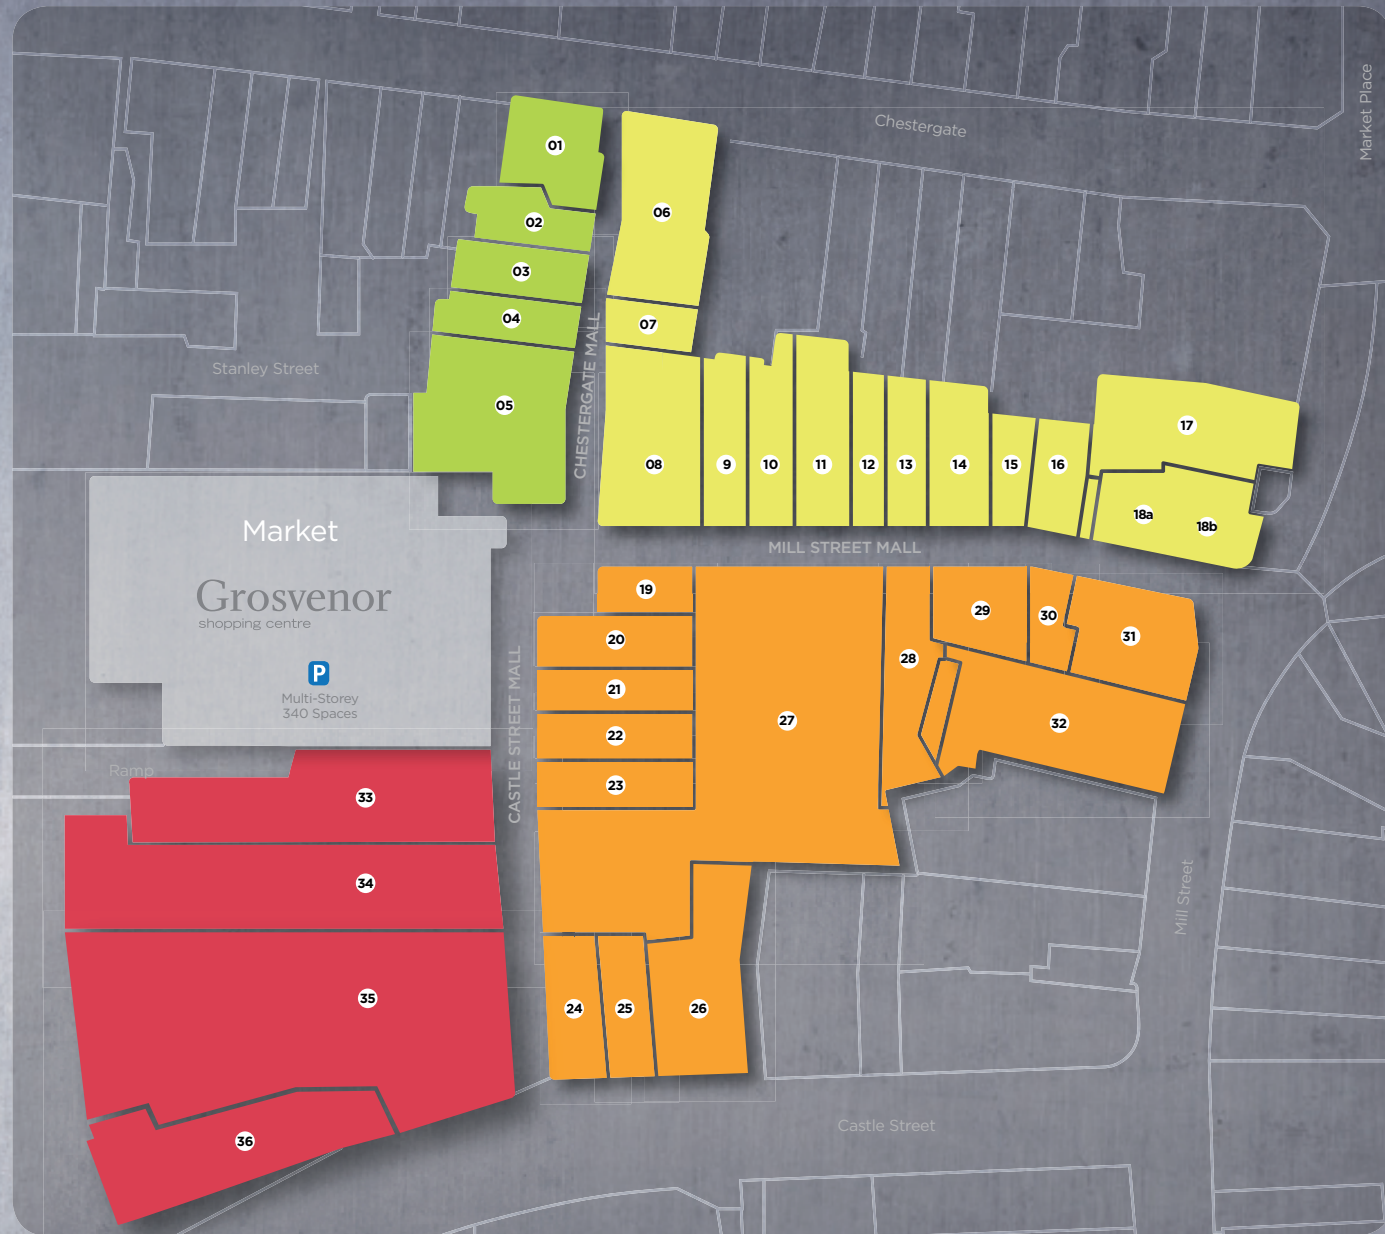 Market Place
Chestergate
01
02
03
04
05
06
07
08
9
10
11
12
13
14
15
16
17
18a
18b
Stanley Street
CHESTERGATE MALL
MILL STREET MALL
Market
Grosvenor
shopping centre
P
Multi-Storey
340 Spaces
Ramp
CASTLE STREET MALL
19
20
21
22
23
24
25
26
27
28
29
30
31
32
33
34
35
36
Mill Street
Castle Street